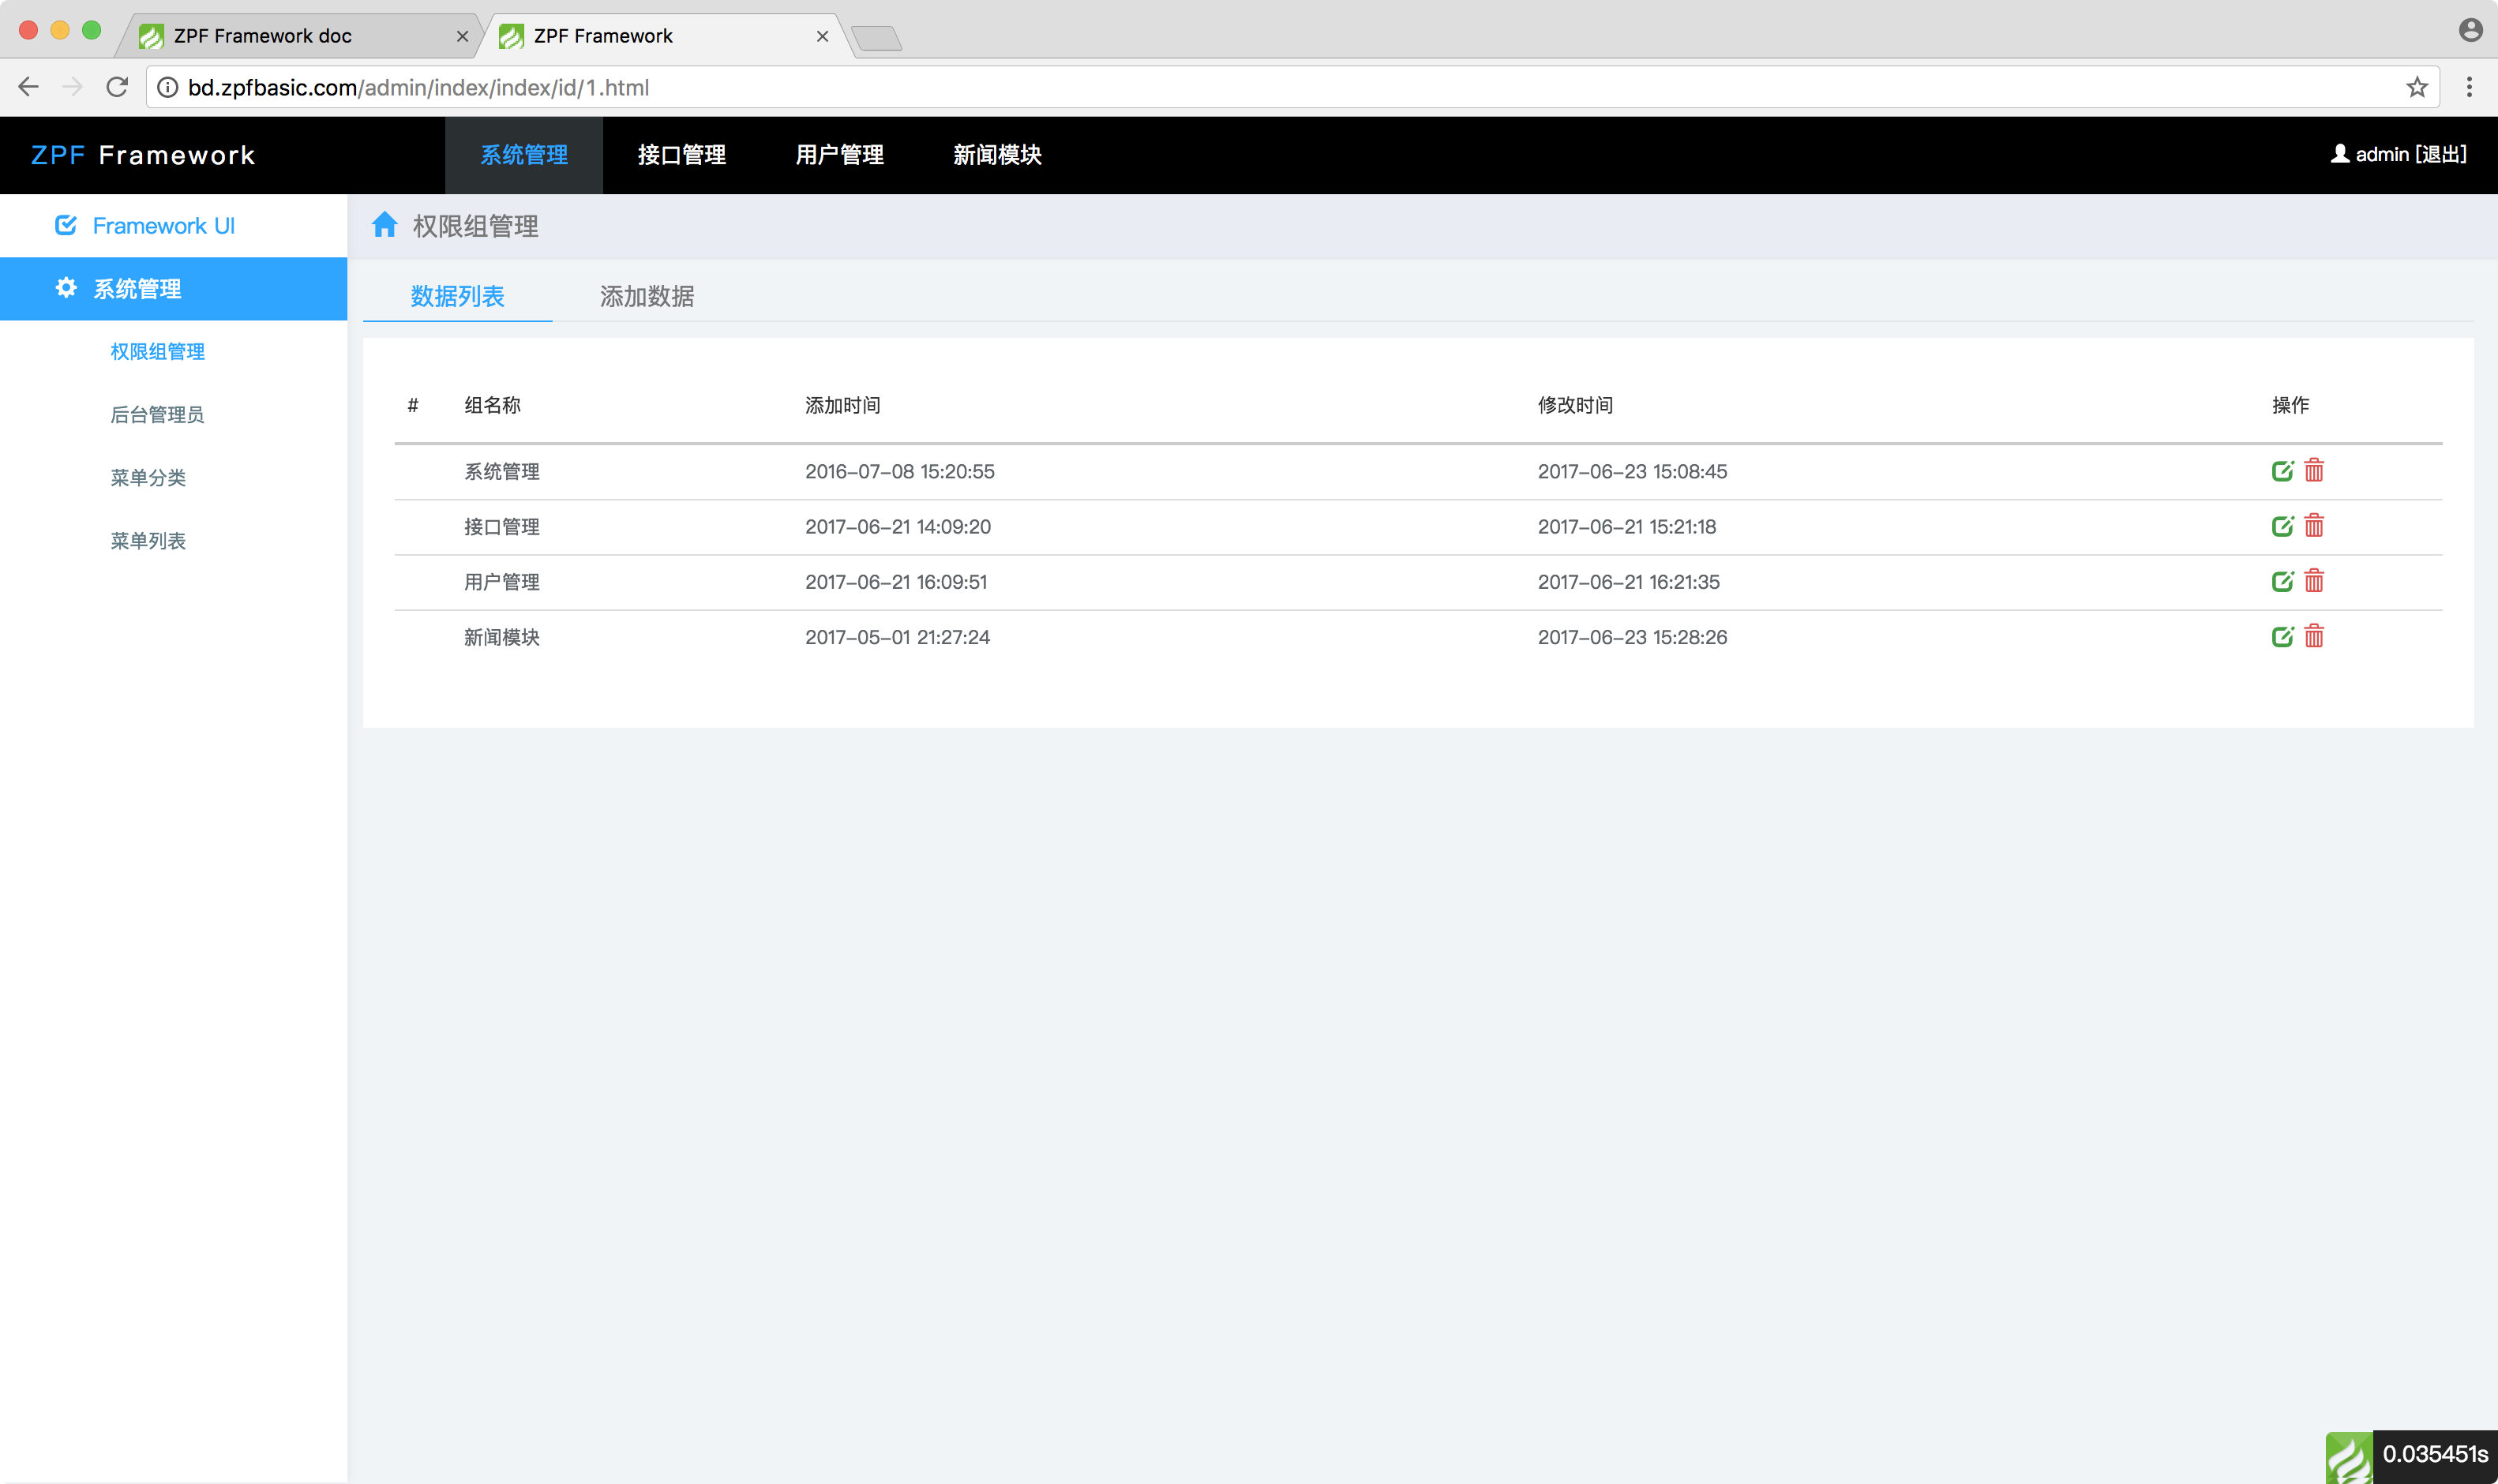 ZPF Framework doc
ZPF Framework
bd.zpfbasic.com/admin/index/index/id/1.html
ZPF Framework 系统管理 接口管理 用户管理 新闻模块 admin [退出]
Framework UI
系统管理
权限组管理
后台管理员
菜单分类
菜单列表
权限组管理
数据列表 添加数据
# 组名称 添加时间 修改时间 操作
系统管理 2016-07-08 15:20:55 2017-06-23 15:08:45
接口管理 2017-06-21 14:09:20 2017-06-21 15:21:18
用户管理 2017-06-21 16:09:51 2017-06-21 16:21:35
新闻模块 2017-05-01 21:27:24 2017-06-23 15:28:26
0.035451s